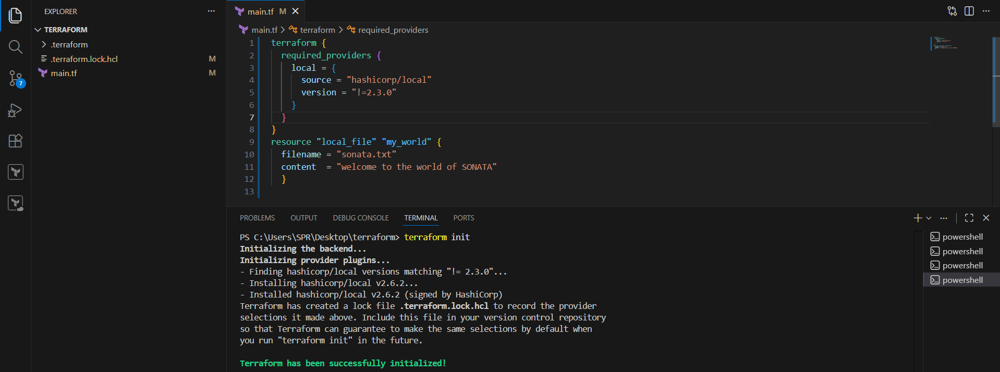 EXPLORER
TERRAFORM
.terraform
.terraform.lock.hcl M
main.tf M
7
main.tf M
main.tf > terraform > required_providers
1 terraform {
2 required_providers {
3 local = {
4 source = "hashicorp/local"
5 version = "!=2.3.0"
6 }
7 }
8 }
9 resource "local_file" "my_world" {
10 filename = "sonata.txt"
11 content  = "welcome to the world of SONATA"
12 }
13
PROBLEMS OUTPUT DEBUG CONSOLE TERMINAL PORTS
PS C:\Users\SPR\Desktop\terraform> terraform init
Initializing the backend...
Initializing provider plugins...
- Finding hashicorp/local versions matching "!= 2.3.0"...
- Installing hashicorp/local v2.6.2...
- Installed hashicorp/local v2.6.2 (signed by HashiCorp)
Terraform has created a lock file .terraform.lock.hcl to record the provider
selections it made above. Include this file in your version control repository
so that Terraform can guarantee to make the same selections by default when
you run "terraform init" in the future.
Terraform has been successfully initialized!
powershell
powershell
powershell
powershell